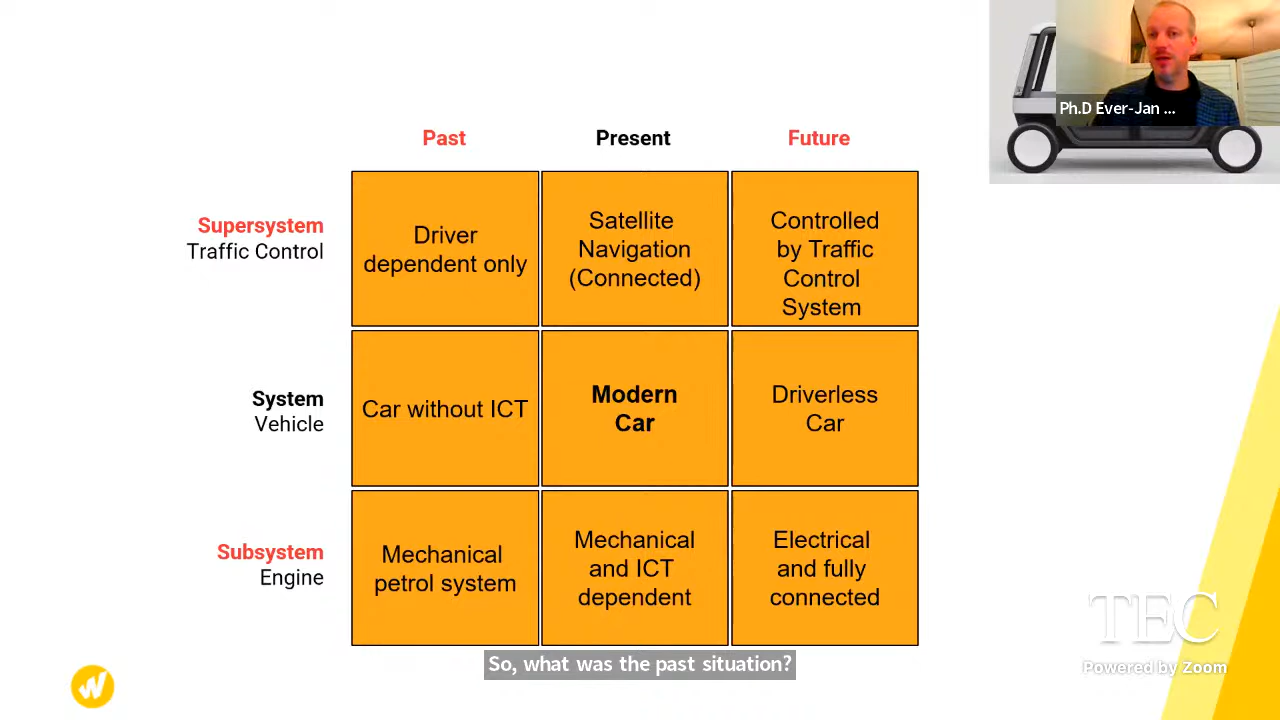 Ph.D Ever-Jan ...
Past
Present
Future
Supersystem
Traffic Control
Driver
dependent only
Satellite
Navigation
(Connected)
Controlled
by Traffic
Control
System
System
Vehicle
Car without ICT
Modern
Car
Driverless
Car
Subsystem
Engine
Mechanical
petrol system
Mechanical
and ICT
dependent
Electrical
and fully
connected
So, what was the past situation?
TEC
Powered by Zoom